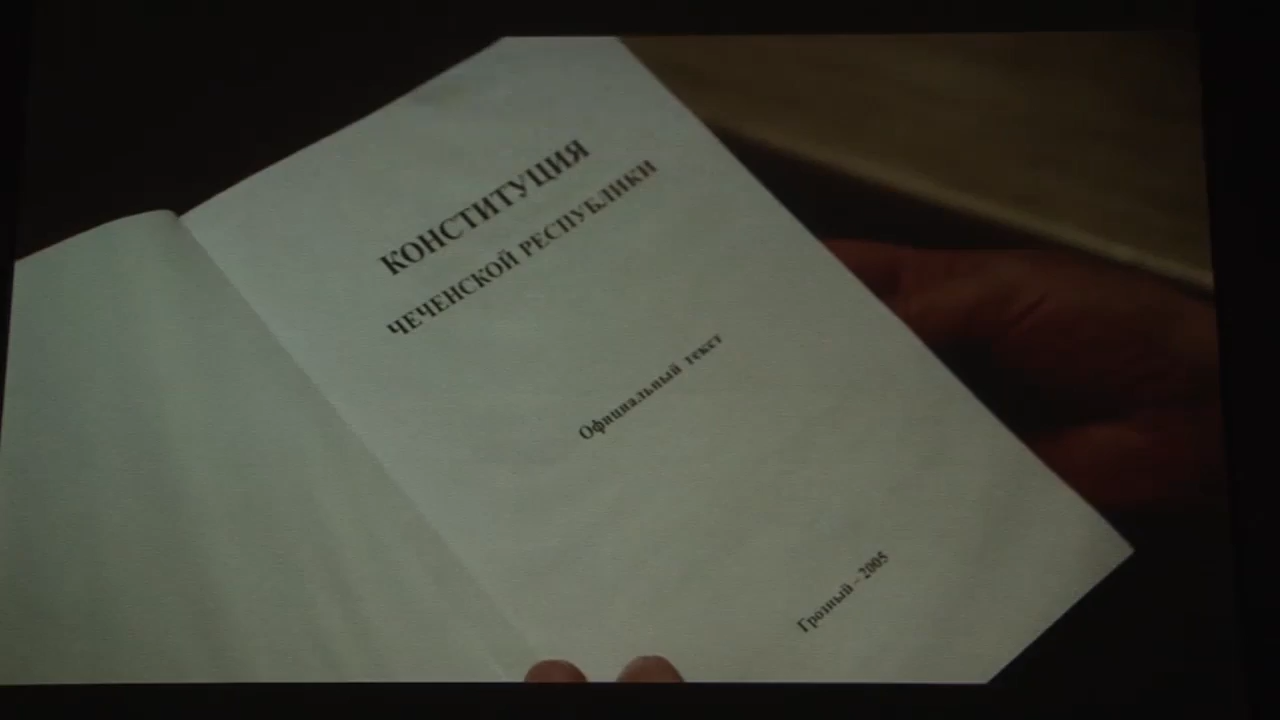 КОНСТИТУЦИЯ
ЧЕЧЕНСКОЙ РЕСПУБЛИКИ
Официальный текст
Грозный – 2005